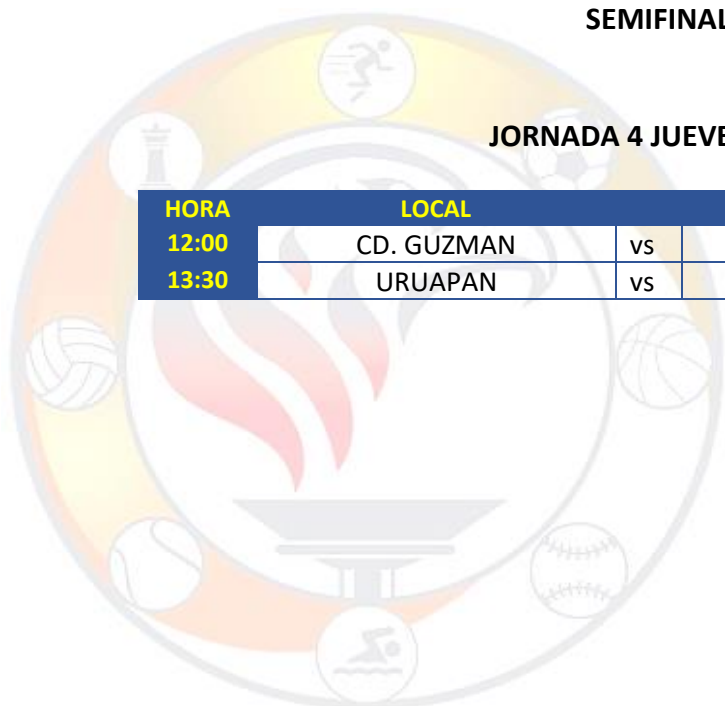 SEMIFINAL
JORNADA 4 JUEVE
HORA LOCAL
12:00 CD. GUZMAN vs
13:30 URUAPAN vs